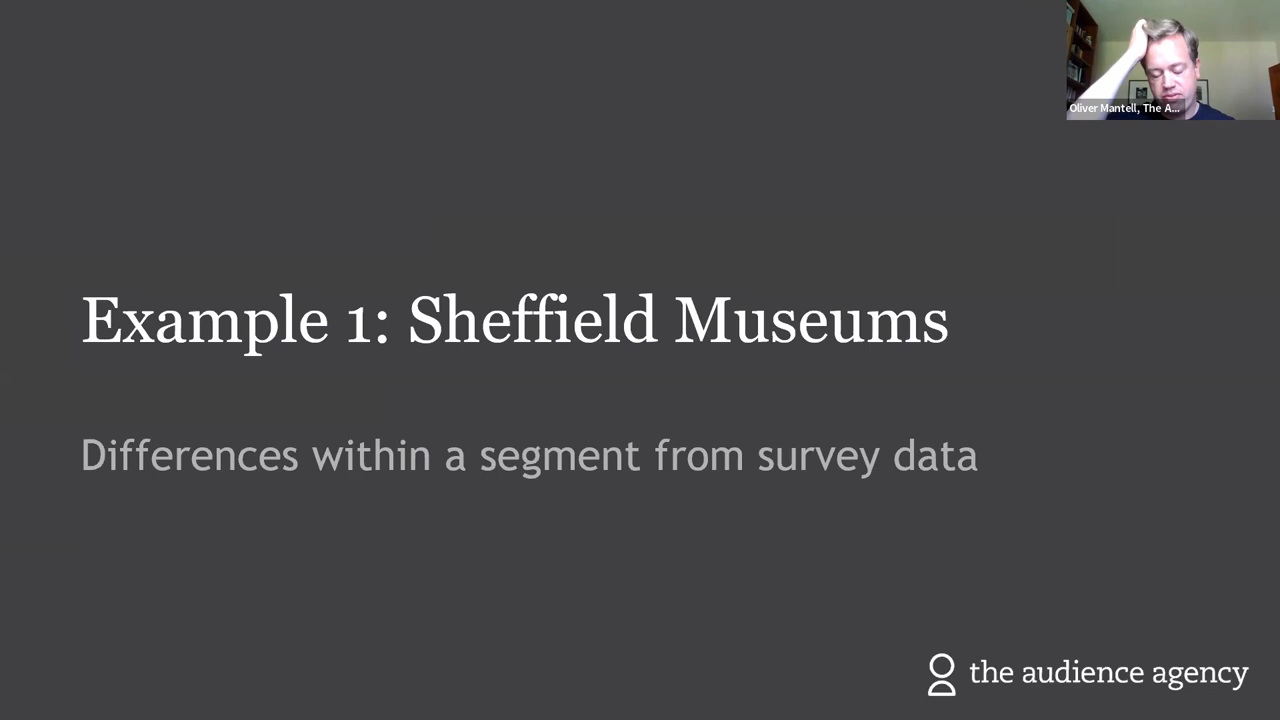 Oliver Mantell, The A...
Example 1: Sheffield Museums
Differences within a segment from survey data
the audience agency